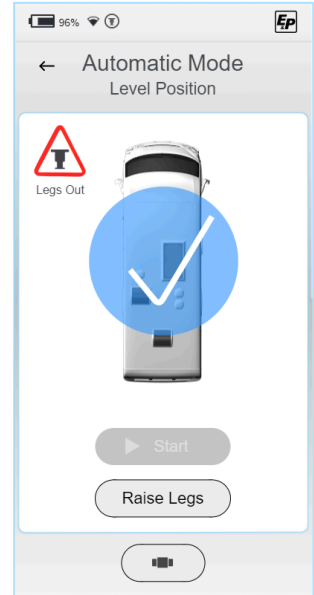 96%
EP
Automatic Mode
Level Position
Legs Out
Start
Raise Legs